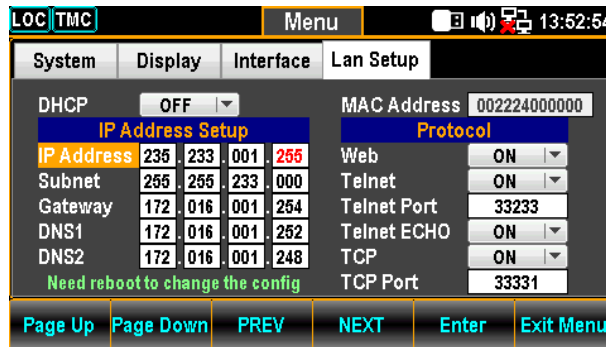 LOC TMC Menu 13:52:54
System Display Interface Lan Setup
DHCP OFF MAC Address 002224000000
IP Address Setup Protocol
IP Address 235 . 233 . 001 . 255 Web ON
Subnet 255 . 255 . 233 . 000 Telnet ON
Gateway 172 . 016 . 001 . 254 Telnet Port 33233
DNS1 172 . 016 . 001 . 252 Telnet ECHO ON
DNS2 172 . 016 . 001 . 248 TCP ON
Need reboot to change the config TCP Port 33331
Page Up Page Down PREV NEXT Enter Exit Menu